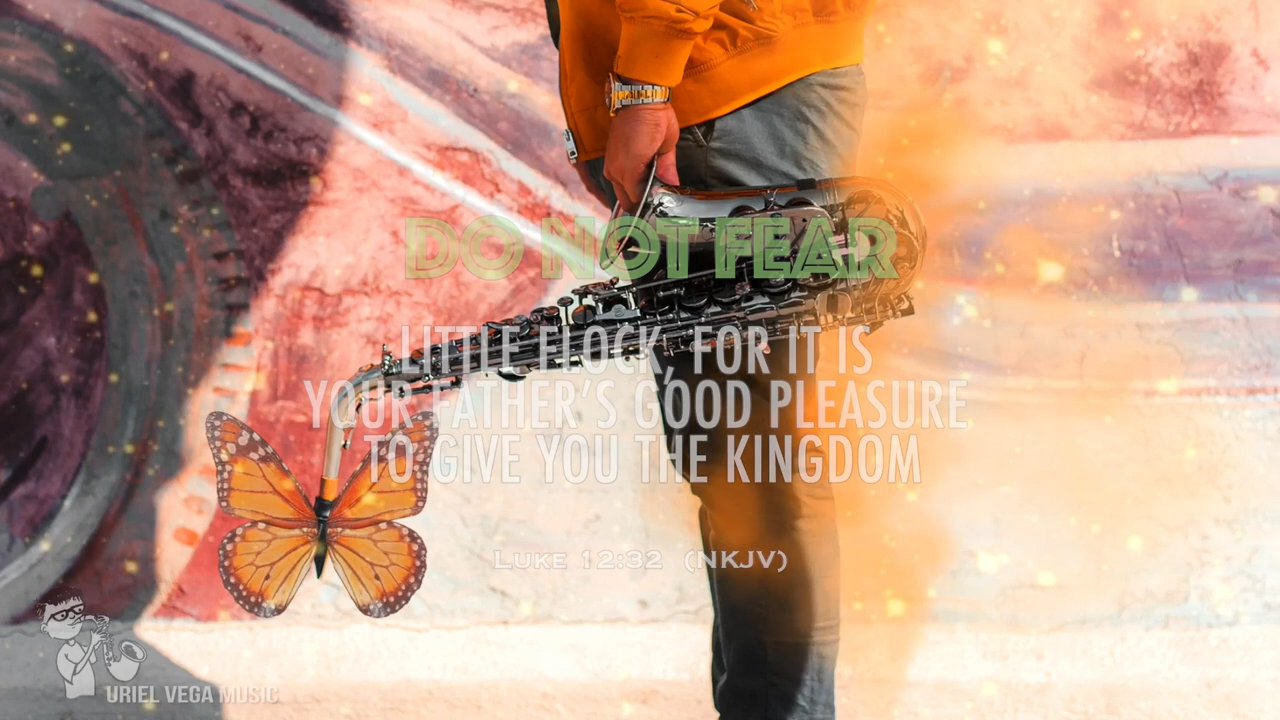 DO NOT FEAR
LITTLE FLOCK, FOR IT IS
YOUR FATHER'S GOOD PLEASURE
TO GIVE YOU THE KINGDOM
LUKE 12:32 (NKJV)
URIEL VEGA MUSIC